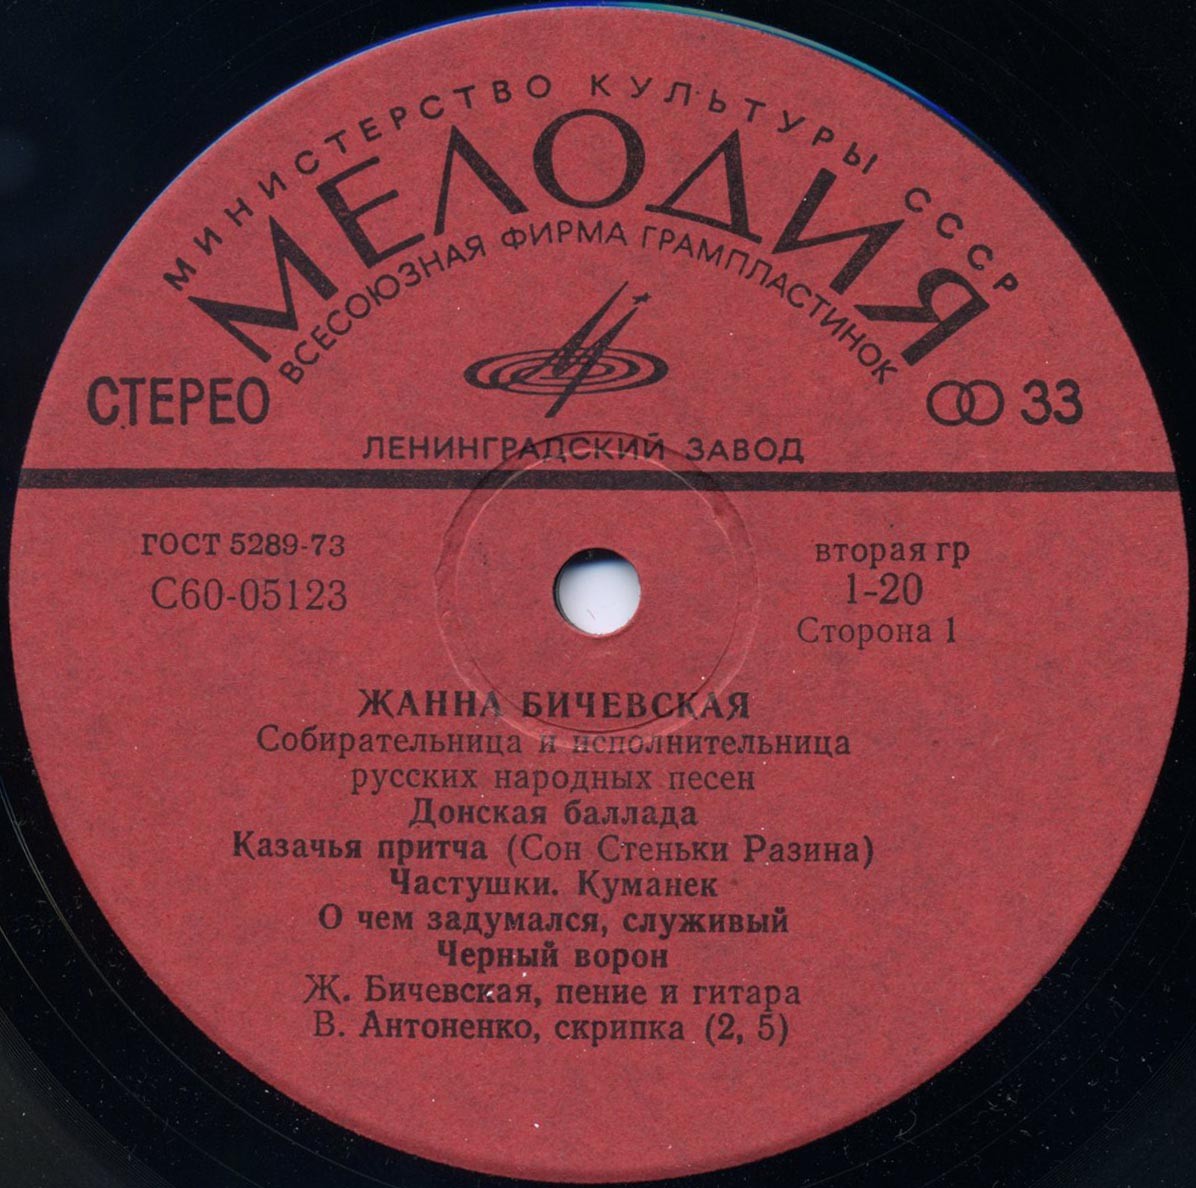 МИНИСТЕРСТВО КУЛЬТУРЫ СССР
МЕЛОДИЯ
ВСЕСОЮЗНАЯ ФИРМА ГРАМПЛАСТИНОК
СТЕРЕО
33
ЛЕНИНГРАДСКИЙ ЗАВОД
ГОСТ 5289-73
С60-05123
вторая гр
1-20
Сторона 1
ЖАННА БИЧЕВСКАЯ
Собирательница и исполнительница
русских народных песен
Донская баллада
Казачья притча (Сон Стеньки Разина)
Частушки. Куманек
О чем задумался, служивый
Черный ворон
Ж. Бичевская, пение и гитара
В. Антоненко, скрипка (2, 5)